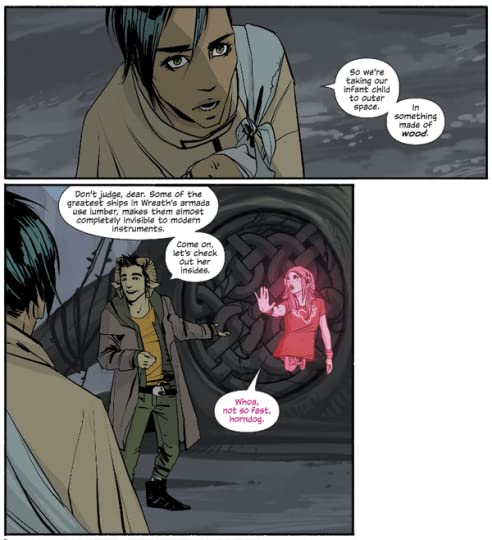 So we're
taking our
infant child
to outer
space.
In
something
made of
wood.
Don't judge, dear. Some of the
greatest ships in Wreath's armada
use lumber, makes them almost
completely invisible to modern
instruments.
Come on,
let's check
out her
insides.
Whoa,
not so fast,
horndog.